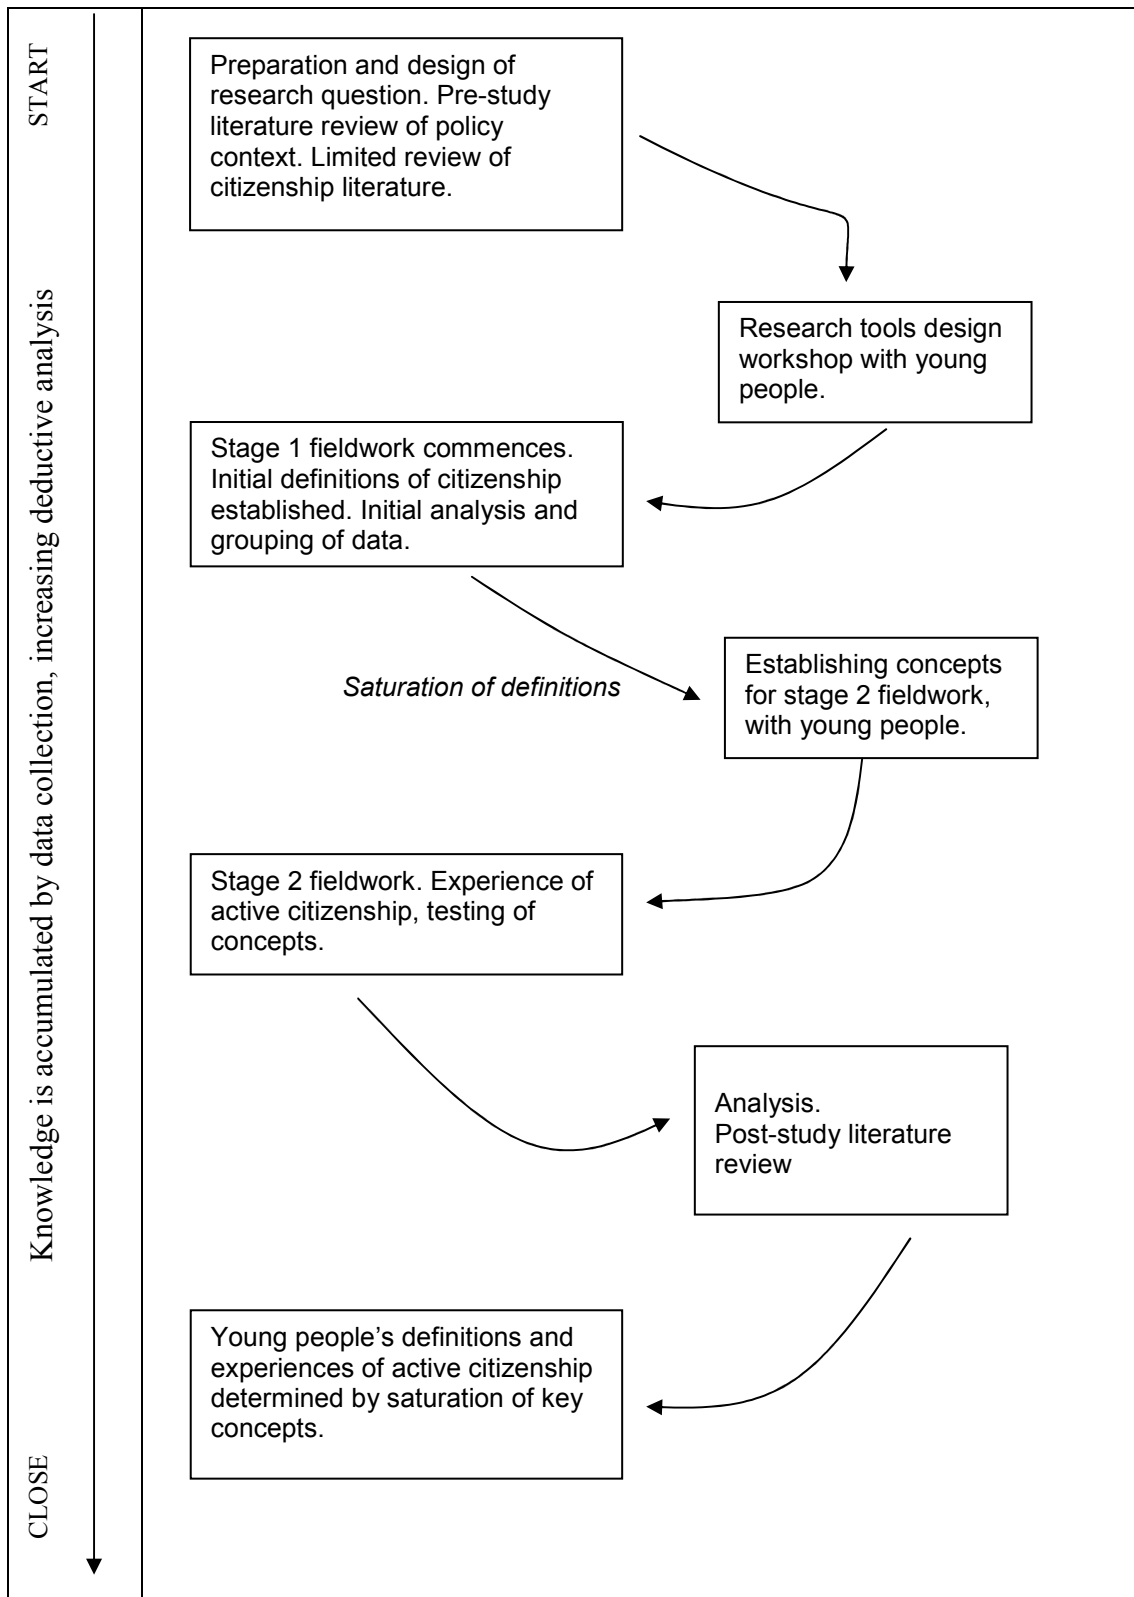 START
Knowledge is accumulated by data collection, increasing deductive analysis
CLOSE
Preparation and design of
research question. Pre-study
literature review of policy
context. Limited review of
citizenship literature.
Research tools design
workshop with young
people.
Stage 1 fieldwork commences.
Initial definitions of citizenship
established. Initial analysis and
grouping of data.
Saturation of definitions
Establishing concepts
for stage 2 fieldwork,
with young people.
Stage 2 fieldwork. Experience of
active citizenship, testing of
concepts.
Analysis.
Post-study literature
review
Young people’s definitions and
experiences of active citizenship
determined by saturation of key
concepts.